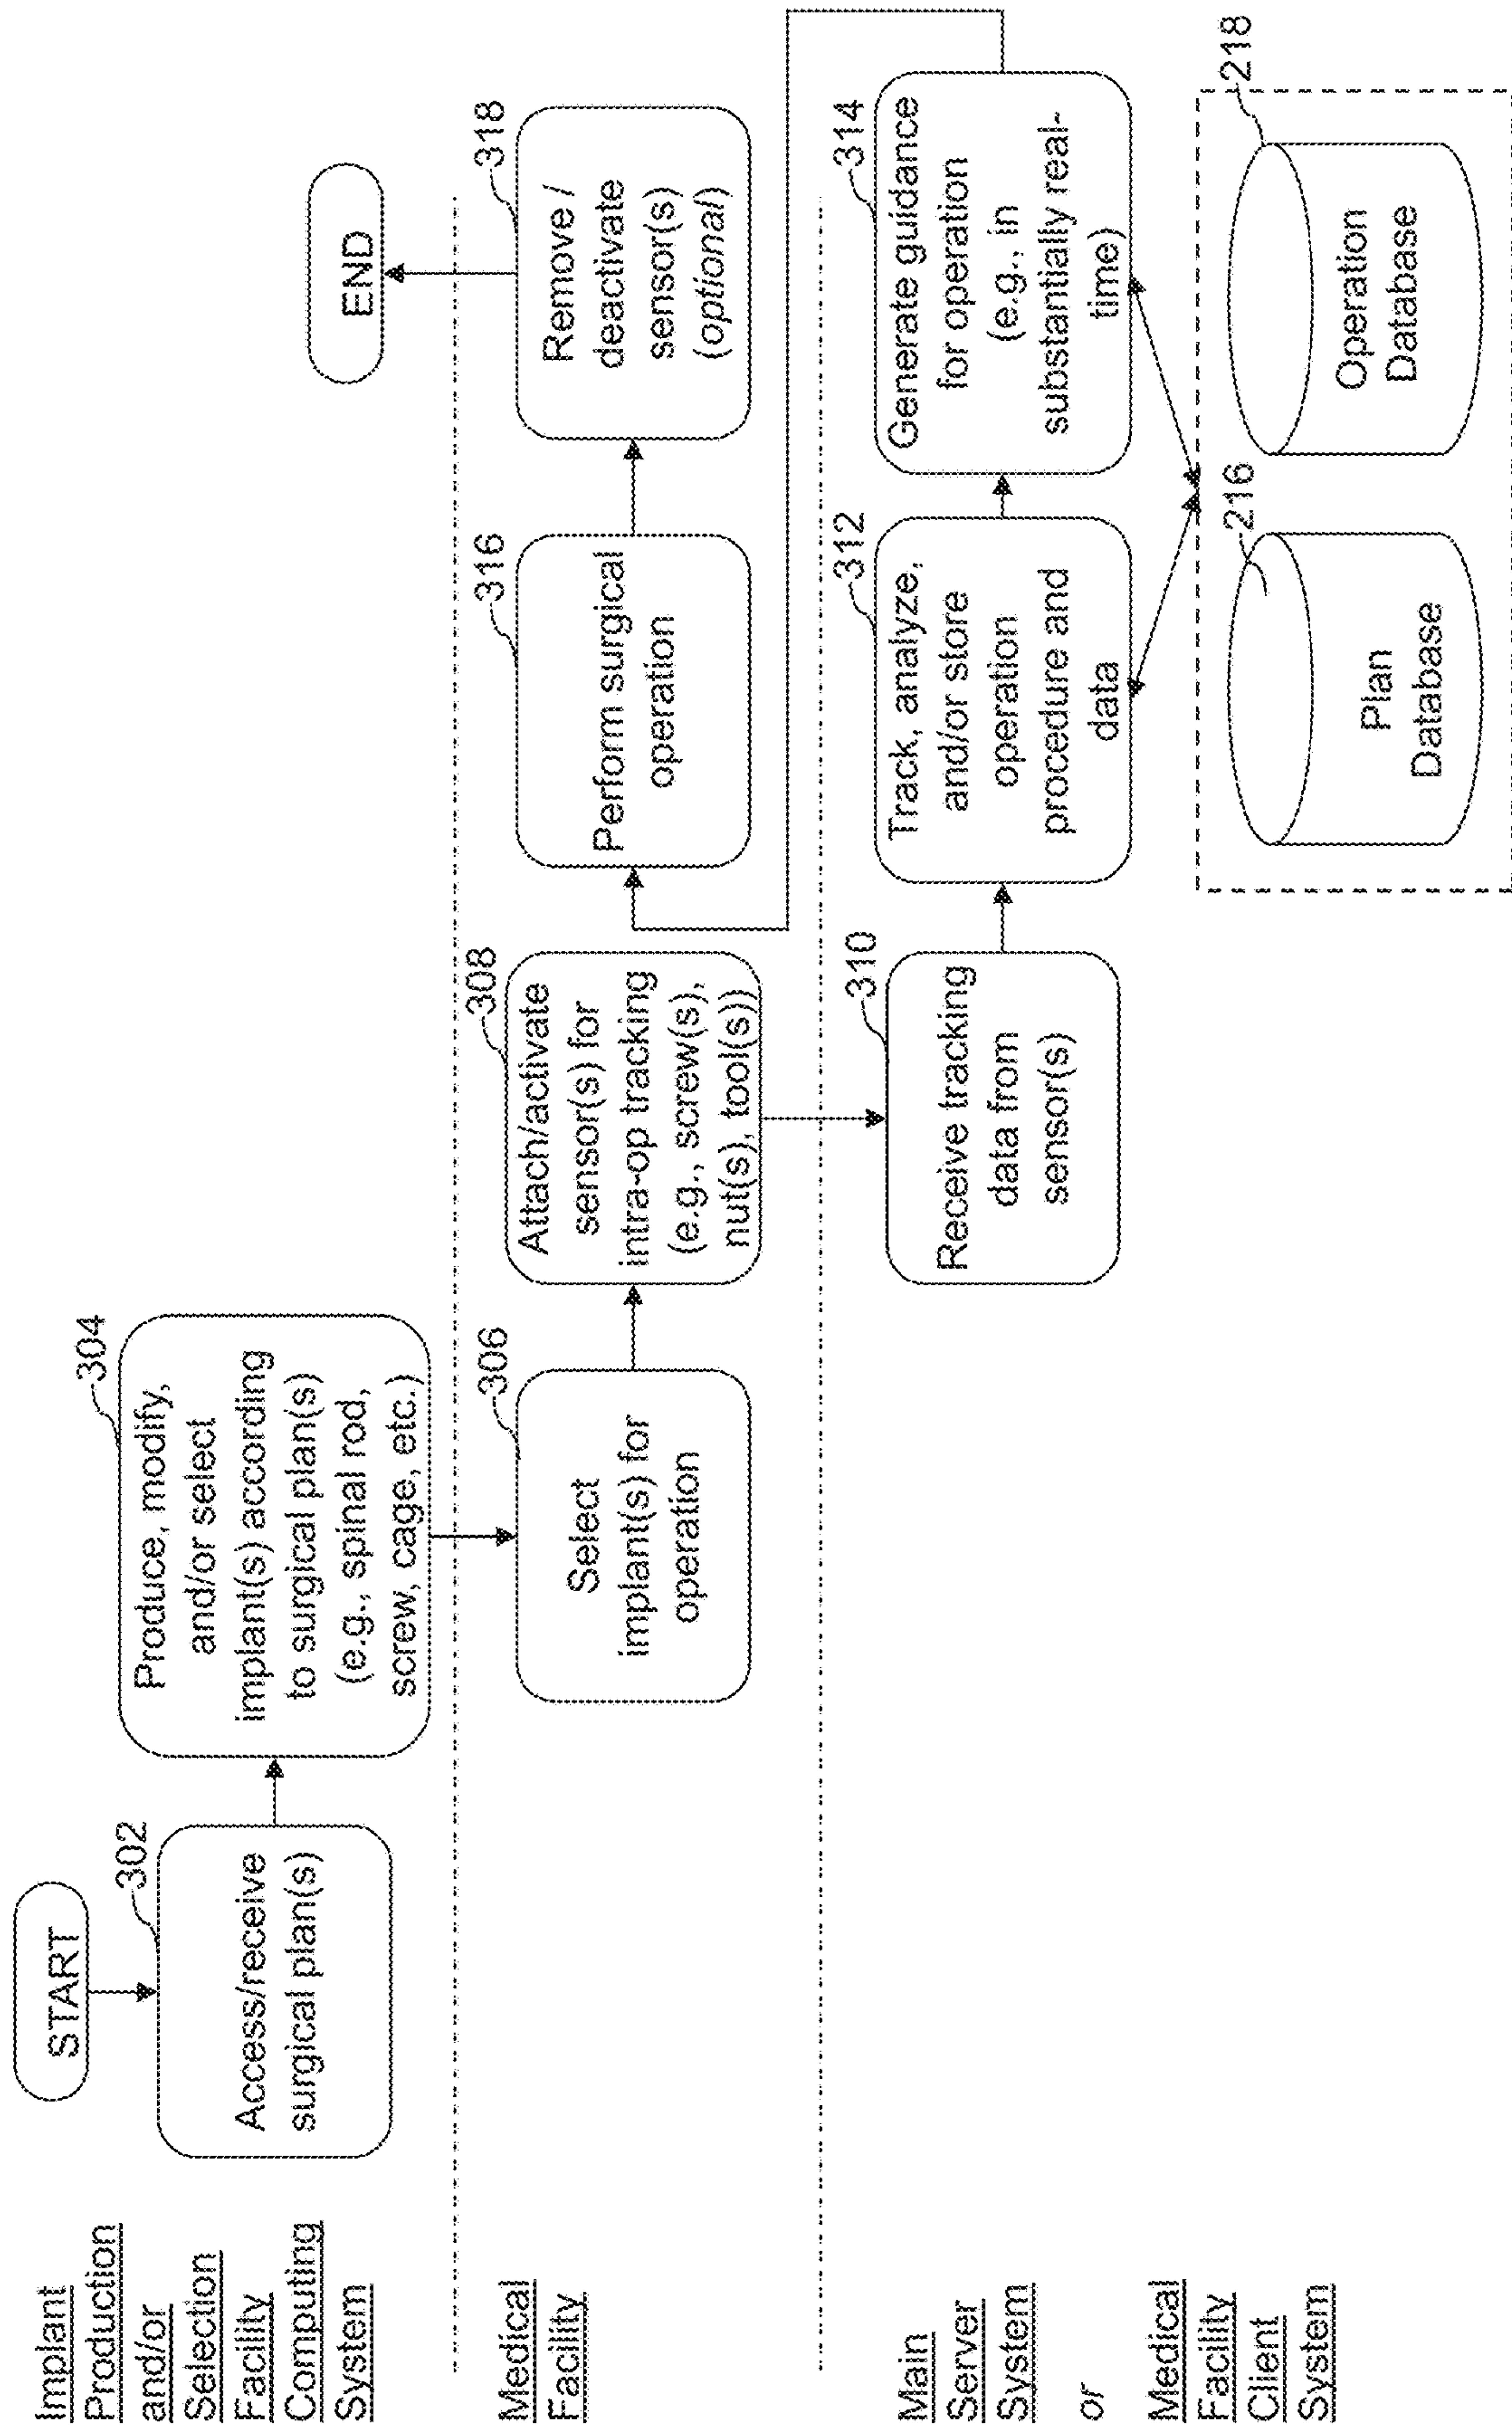 Implant
Production
and/or
Selection
Facility
Computing
System
START
302
Access/receive
surgical plan(s)
304
Produce, modify,
and/or select
implant(s) according
to surgical plan(s)
(e.g., spinal rod,
screw, cage, etc.)
END
Medical
Facility
306
Select
implant(s) for
operation
308
Attach/activate
sensor(s) for
intra-op tracking
(e.g., screw(s),
nut(s), tool(s))
316
Perform surgical
operation
318
Remove /
deactivate
sensor(s)
(optional)
Main
Server
System
or
Medical
Facility
Client
System
310
Receive tracking
data from
sensor(s)
312
Track, analyze,
and/or store
operation
procedure and
data
314
Generate guidance
for operation
(e.g., in
substantially real-
time)
216
Plan
Database
218
Operation
Database